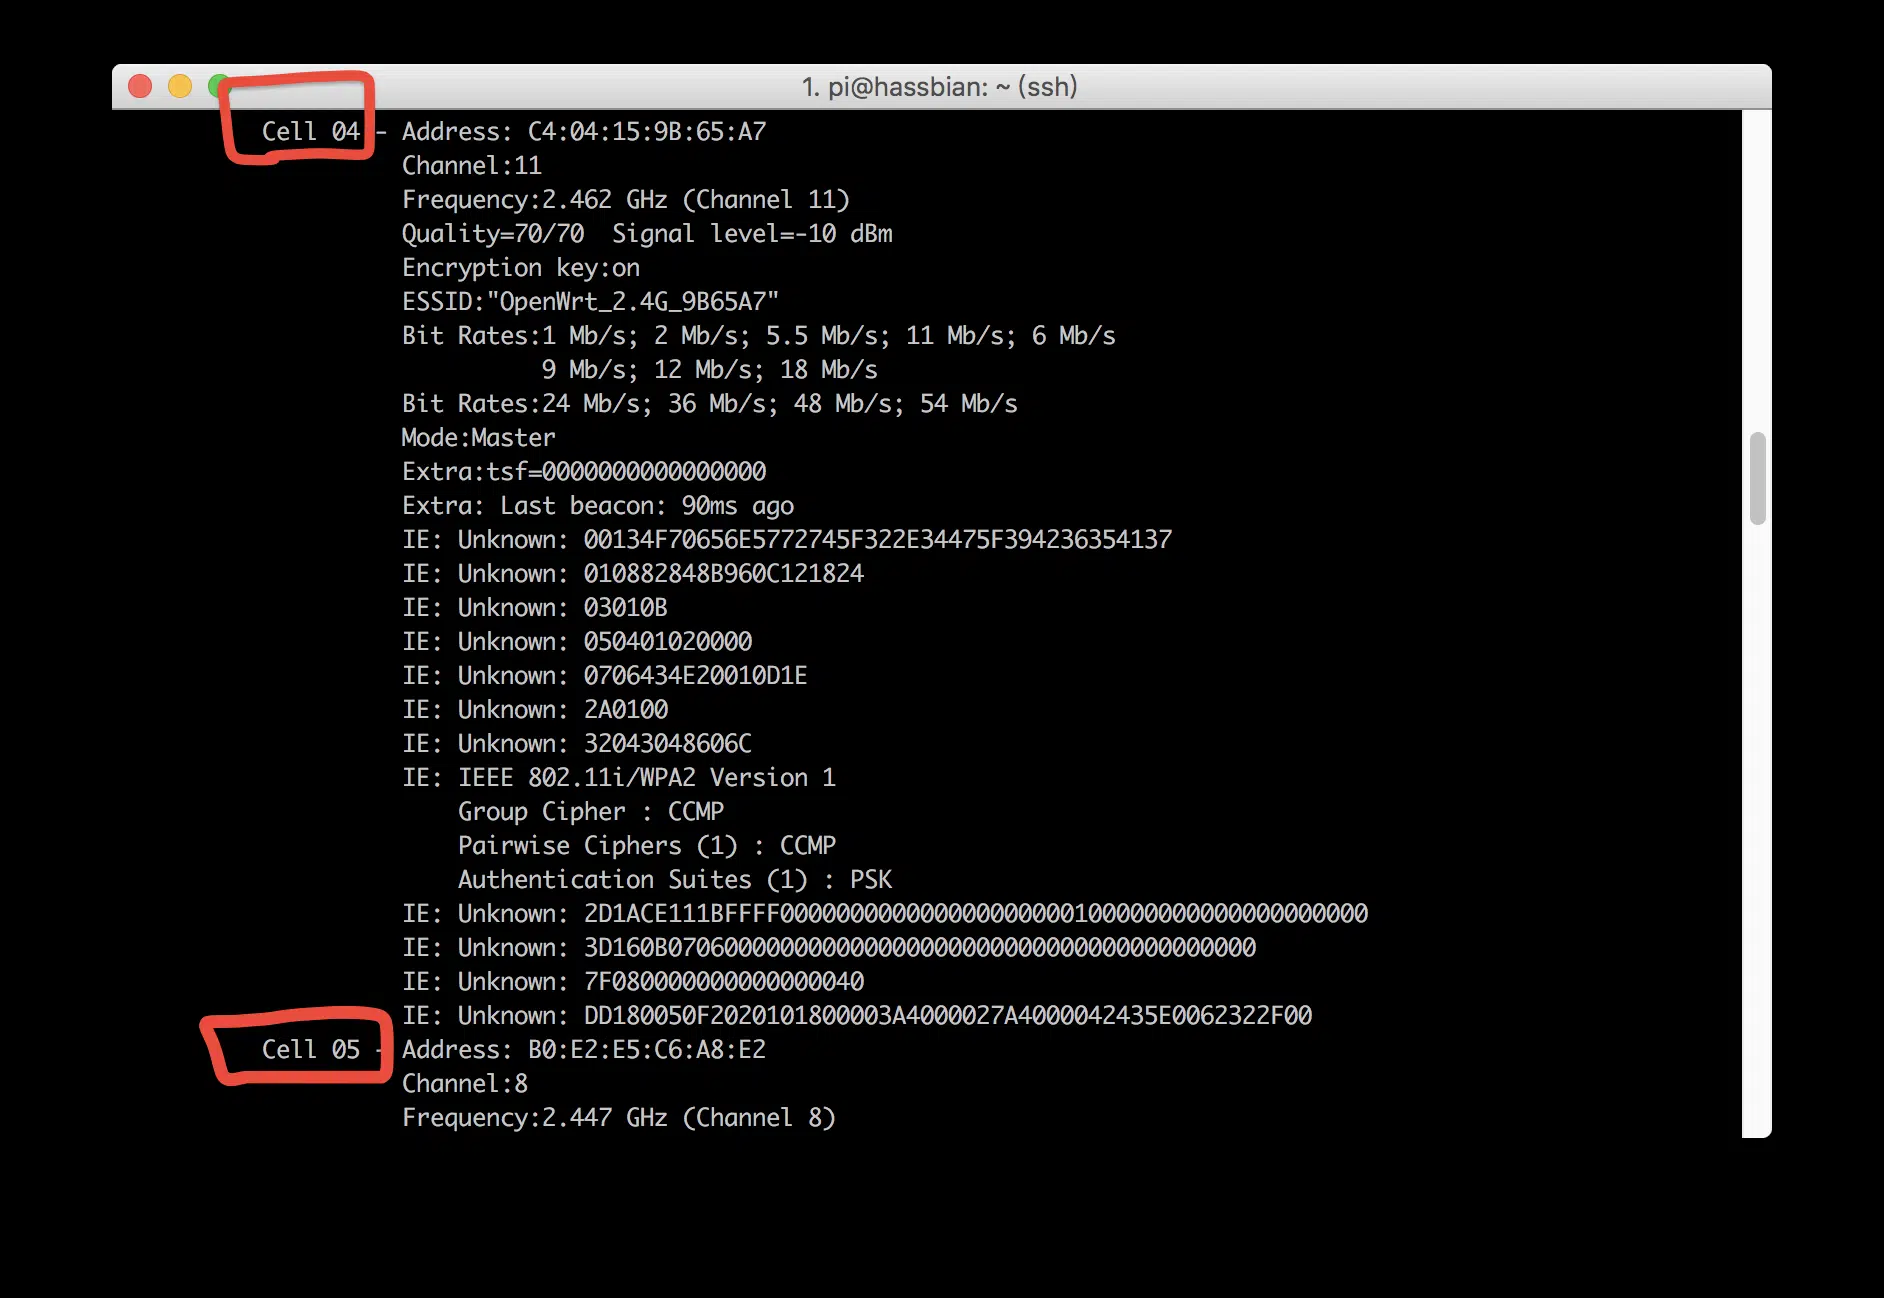 1. pi@hassbian: ~ (ssh)
Cell 04 - Address: C4:04:15:9B:65:A7
Channel:11
Frequency:2.462 GHz (Channel 11)
Quality=70/70  Signal level=-10 dBm
Encryption key:on
ESSID:"OpenWrt_2.4G_9B65A7"
Bit Rates:1 Mb/s; 2 Mb/s; 5.5 Mb/s; 11 Mb/s; 6 Mb/s
9 Mb/s; 12 Mb/s; 18 Mb/s
Bit Rates:24 Mb/s; 36 Mb/s; 48 Mb/s; 54 Mb/s
Mode:Master
Extra:tsf=0000000000000000
Extra: Last beacon: 90ms ago
IE: Unknown: 00134F70656E5772745F322E34475F394236354137
IE: Unknown: 010882848B960C121824
IE: Unknown: 03010B
IE: Unknown: 050401020000
IE: Unknown: 0706434E20010D1E
IE: Unknown: 2A0100
IE: Unknown: 32043048606C
IE: IEEE 802.11i/WPA2 Version 1
Group Cipher : CCMP
Pairwise Ciphers (1) : CCMP
Authentication Suites (1) : PSK
IE: Unknown: 2D1ACE111BFFFF000000000000000000000100000000000000000000
IE: Unknown: 3D160B07060000000000000000000000000000000000000000
IE: Unknown: 7F080000000000000040
IE: Unknown: DD180050F2020101800003A4000027A4000042435E0062322F00
Cell 05 - Address: B0:E2:E5:C6:A8:E2
Channel:8
Frequency:2.447 GHz (Channel 8)